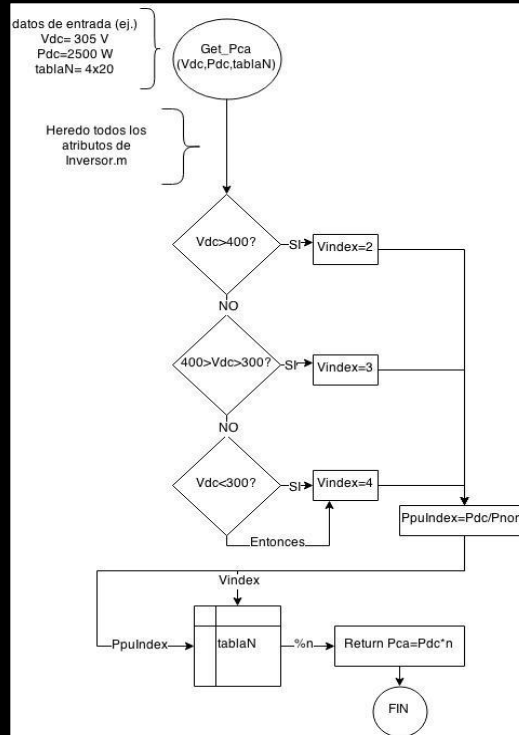 datos de entrada (ej.)
Vdc= 305 V
Pdc=2500 W
tablaN= 4x20
Get_Pca
(Vdc,Pdc,tablaN)
Heredo todos los
atributos de
Inversor.m
Vdc>400?
SI
Vindex=2
NO
400>Vdc>300?
SI
Vindex=3
NO
Vdc<300?
SI
Vindex=4
Entonces
PpuIndex=Pdc/Pnor
Vindex
PpuIndex
tablaN
%n
Return Pca=Pdc*n
FIN